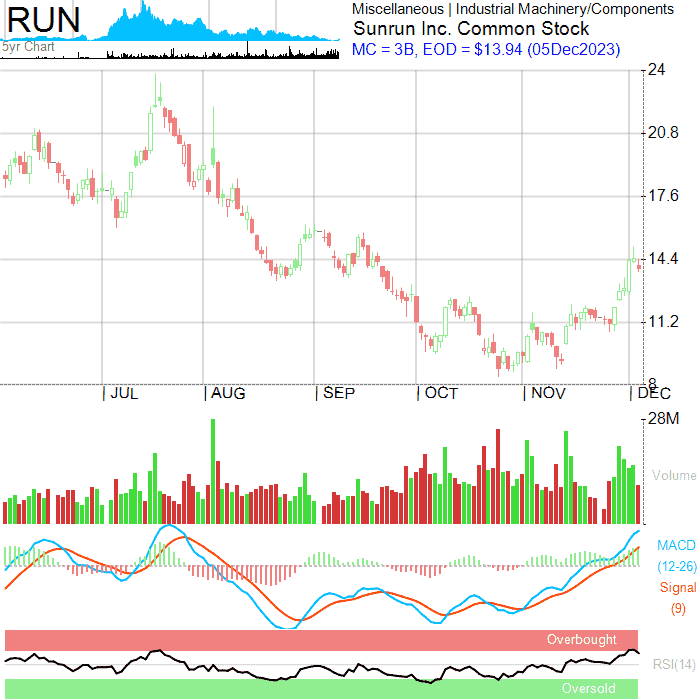 RUN
5yr Chart
Miscellaneous | Industrial Machinery/Components
Sunrun Inc. Common Stock
MC = 3B, EOD = $13.94 (05Dec2023)
24
20.8
17.6
14.4
11.2
8
| JUL | AUG | SEP | OCT | NOV | DEC
28M
Volume
MACD
(12-26)
Signal
(9)
Overbought
RSI(14)
Oversold